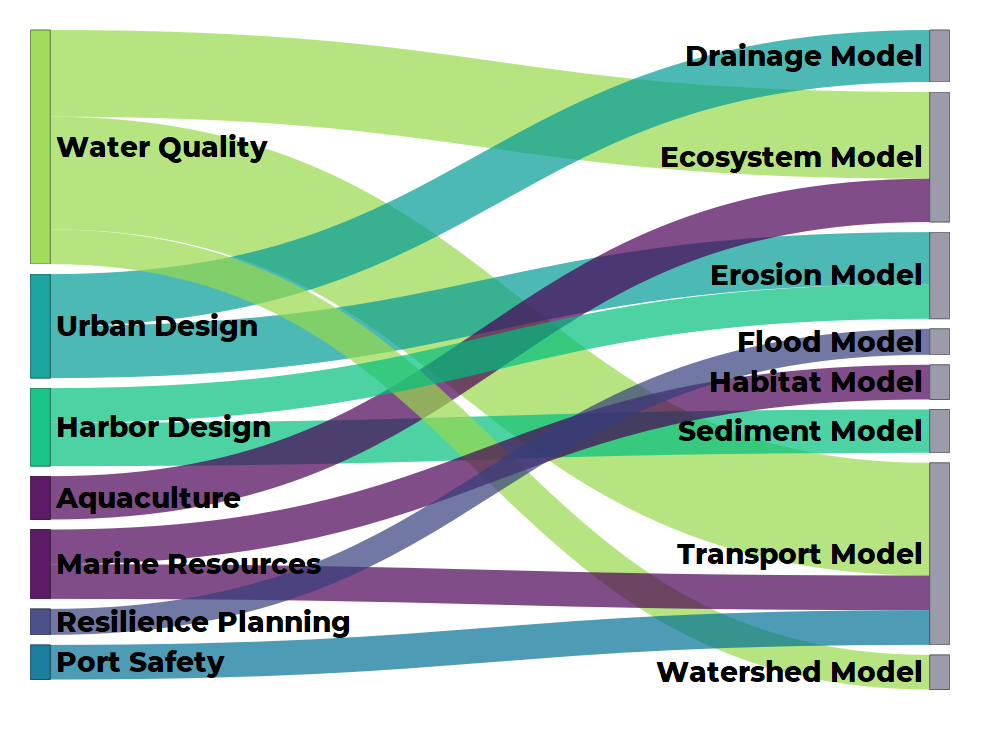 Water Quality
Urban Design
Harbor Design
Aquaculture
Marine Resources
Resilience Planning
Port Safety
Drainage Model
Ecosystem Model
Erosion Model
Flood Model
Habitat Model
Sediment Model
Transport Model
Watershed Model